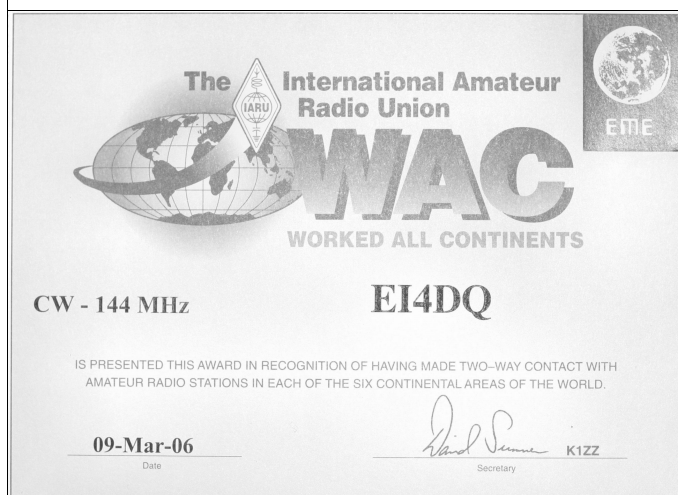 The International Amateur
Radio Union
IARU
EME
WAC
WORKED ALL CONTINENTS
CW - 144 MHz
EI4DQ
IS PRESENTED THIS AWARD IN RECOGNITION OF HAVING MADE TWO–WAY CONTACT WITH
AMATEUR RADIO STATIONS IN EACH OF THE SIX CONTINENTAL AREAS OF THE WORLD.
09-Mar-06
Date
David Sumner K1ZZ
Secretary